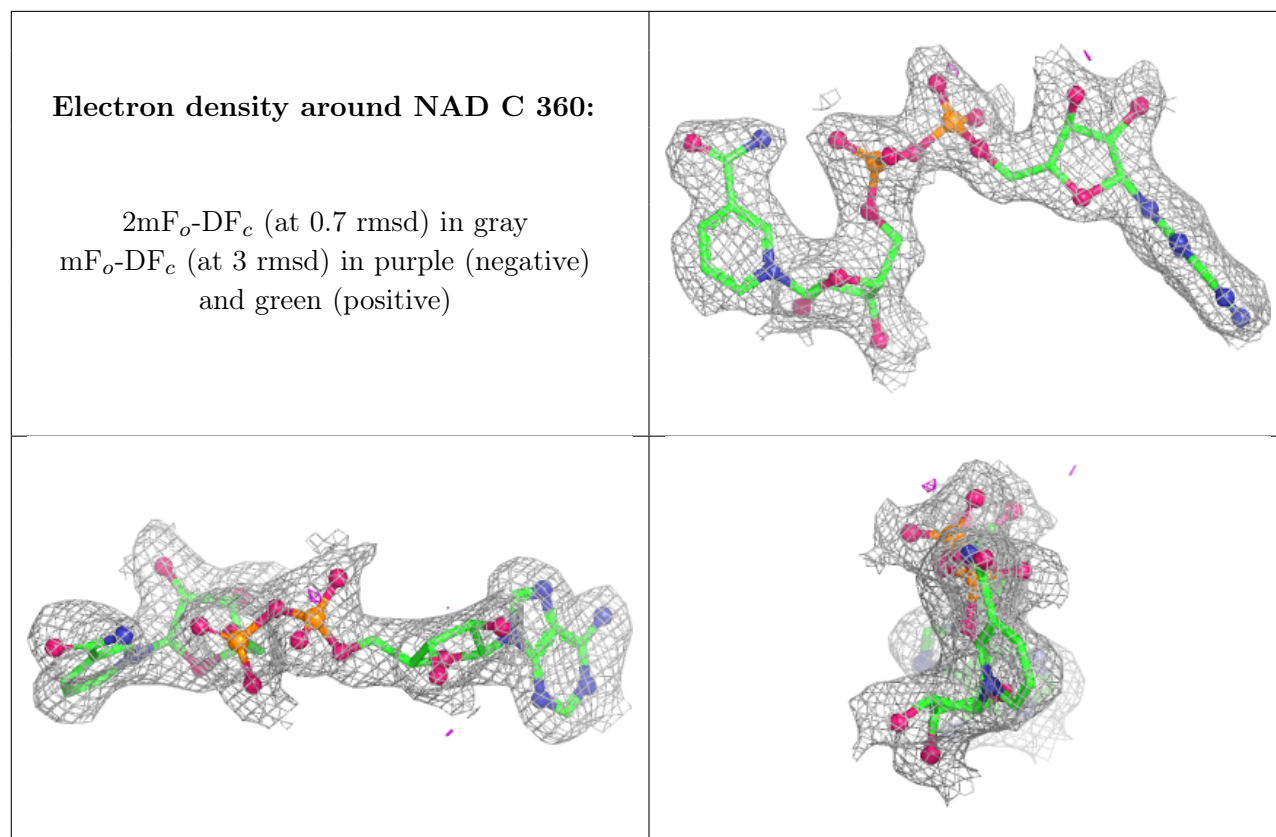 Electron density around NAD C 360:
2mFo-DFc (at 0.7 rmsd) in gray
mFo-DFc (at 3 rmsd) in purple (negative)
and green (positive)